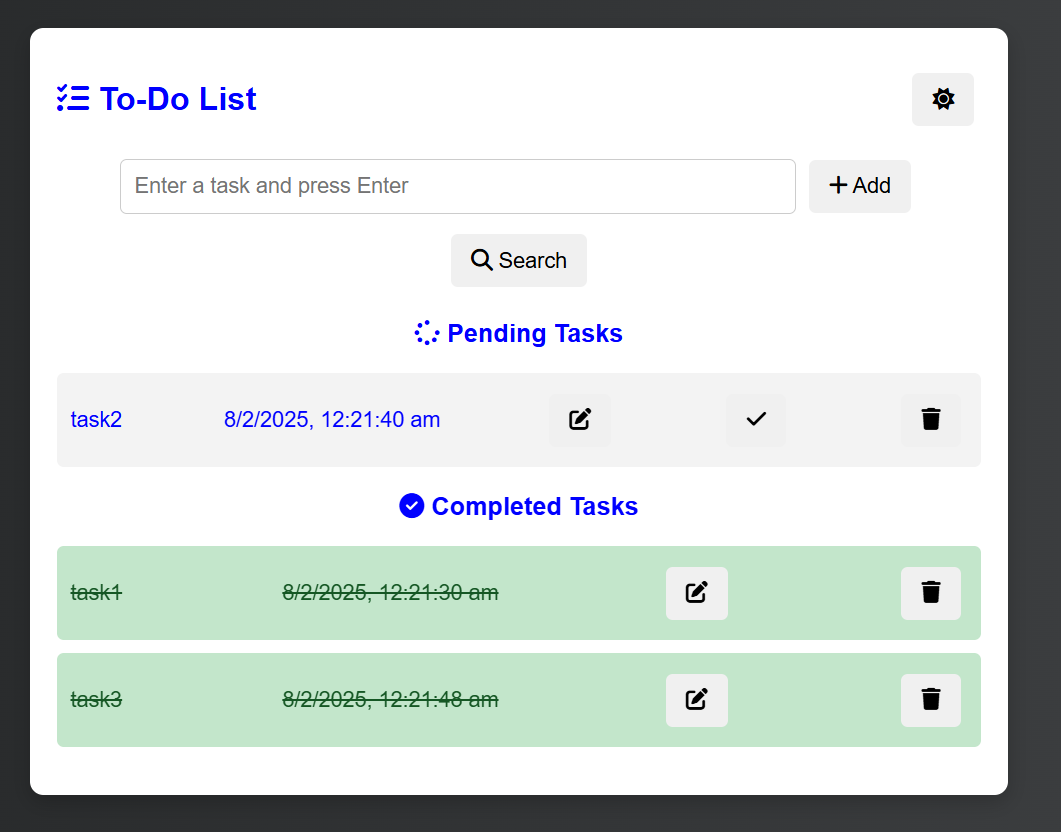 To-Do List
Enter a task and press Enter
Add
Search
Pending Tasks
task2 8/2/2025, 12:21:40 am
Completed Tasks
task1 8/2/2025, 12:21:30 am
task3 8/2/2025, 12:21:48 am